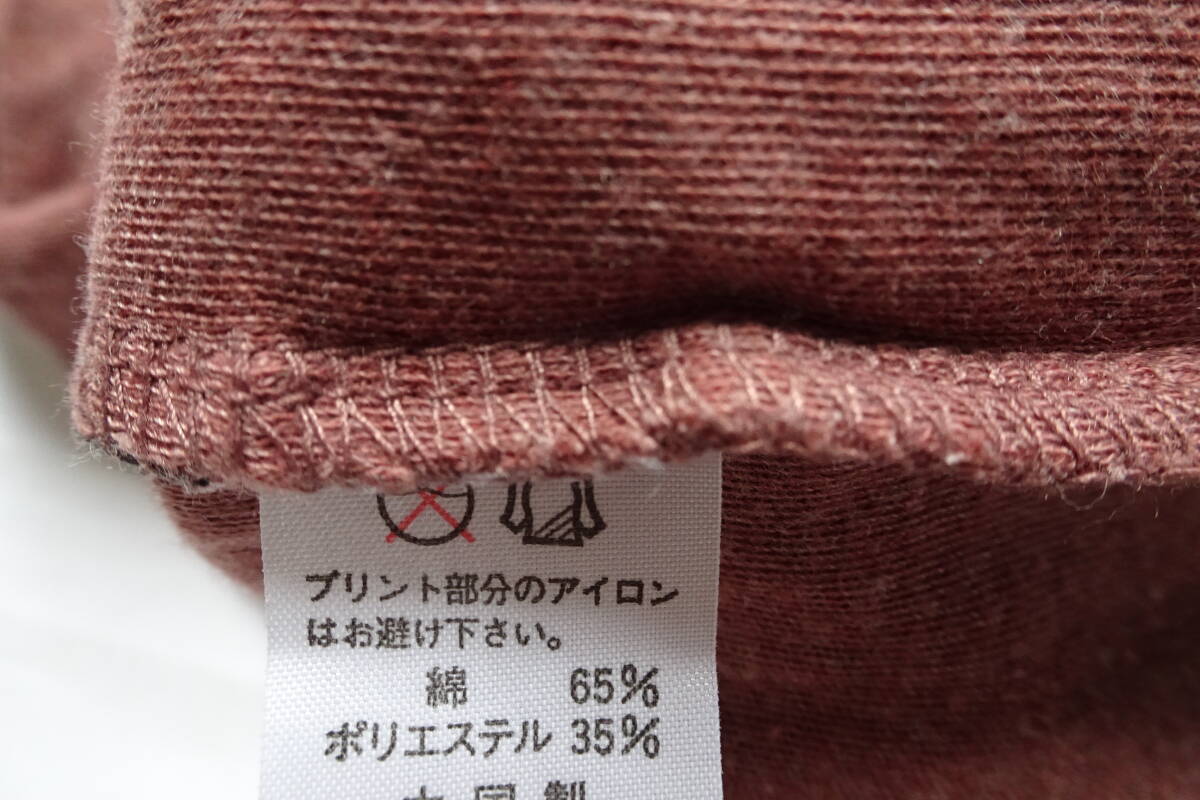 プリント部分のアイロン
はお避け下さい。
綿 65%
ポリエステル 35%